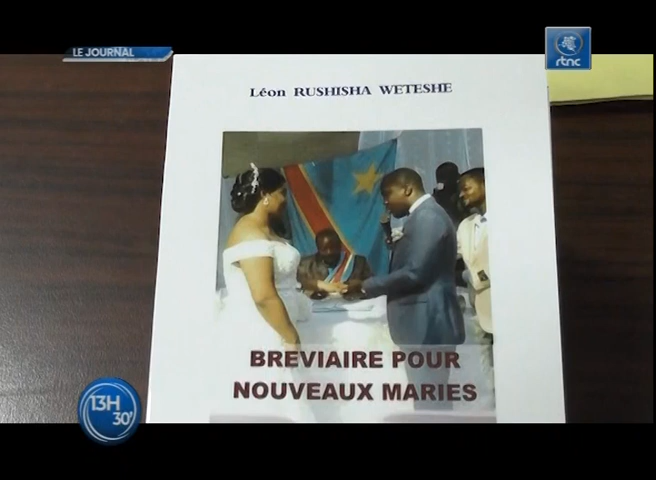 LE JOURNAL
rtnc
Léon RUSHISHA WETESHE
BREVIAIRE POUR
NOUVEAUX MARIES
13H
30'